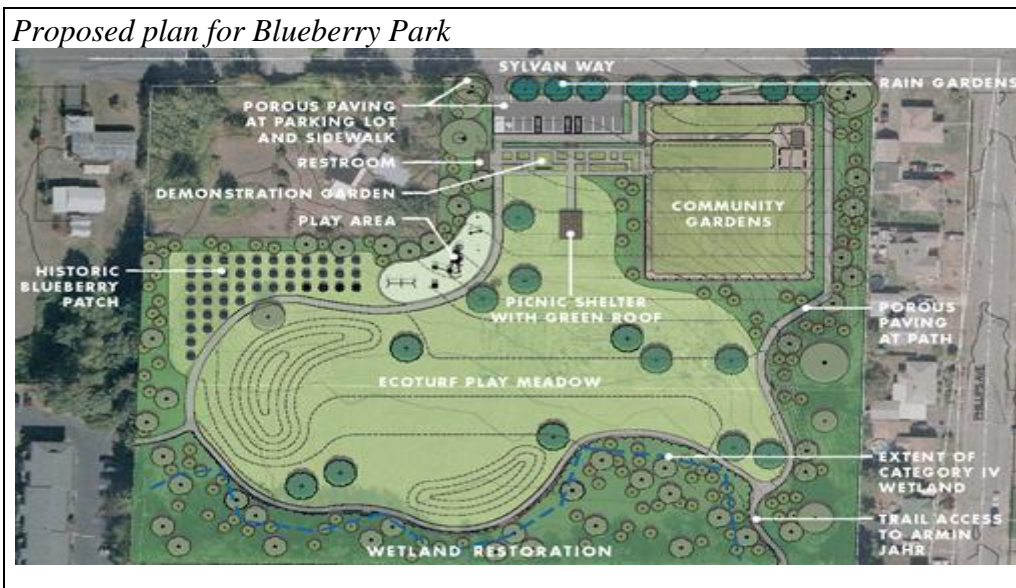 Proposed plan for Blueberry Park
SYLVAN WAY
RAIN GARDENS
POROUS PAVING
AT PARKING LOT
AND SIDEWALK
RESTROOM
DEMONSTRATION GARDEN
PLAY AREA
COMMUNITY
GARDENS
HISTORIC
BLUEBERRY
PATCH
PICNIC SHELTER
WITH GREEN ROOF
POROUS
PAVING
AT PATH
ECOTURF PLAY MEADOW
EXTENT OF
CATEGORY IV
WETLAND
TRAIL ACCESS
TO ARMIN
JAHR
WETLAND RESTORATION